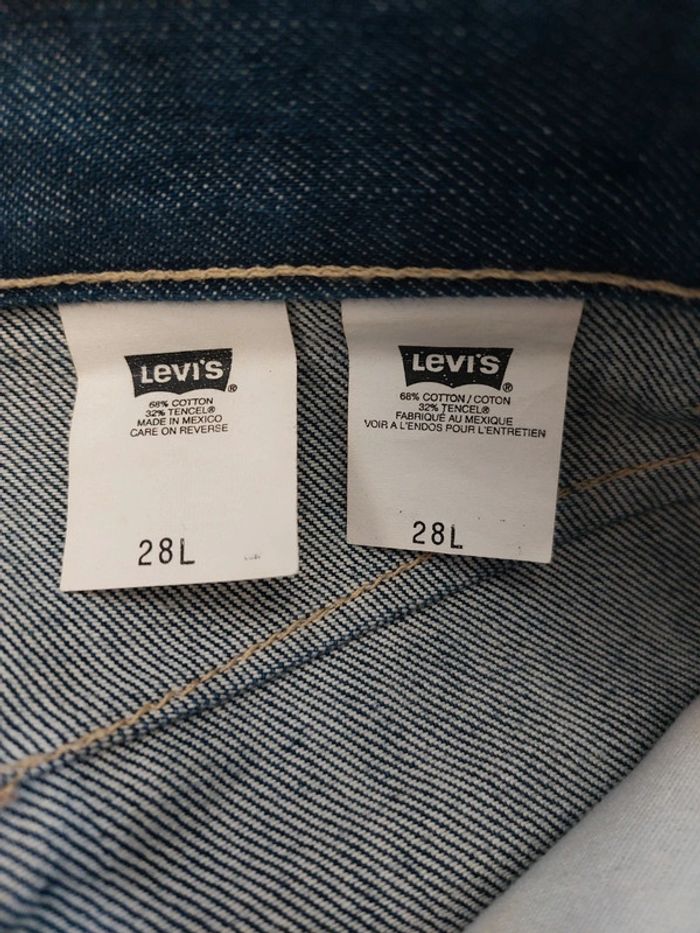 LEVI'S ®
68% COTTON
32% TENCEL®
MADE IN MEXICO
CARE ON REVERSE
28L
LEVI'S ®
68% COTTON / COTON
32% TENCEL®
FABRIQUÉ AU MEXIQUE
VOIR A L'ENDOS POUR L'ENTRETIEN
28L